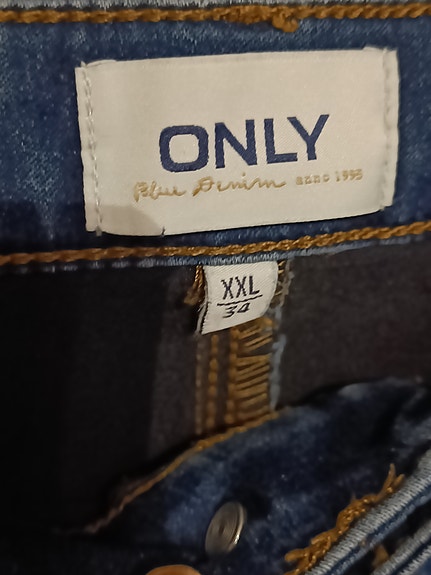 ONLY
Blue Denim anno 1995
XXL
34